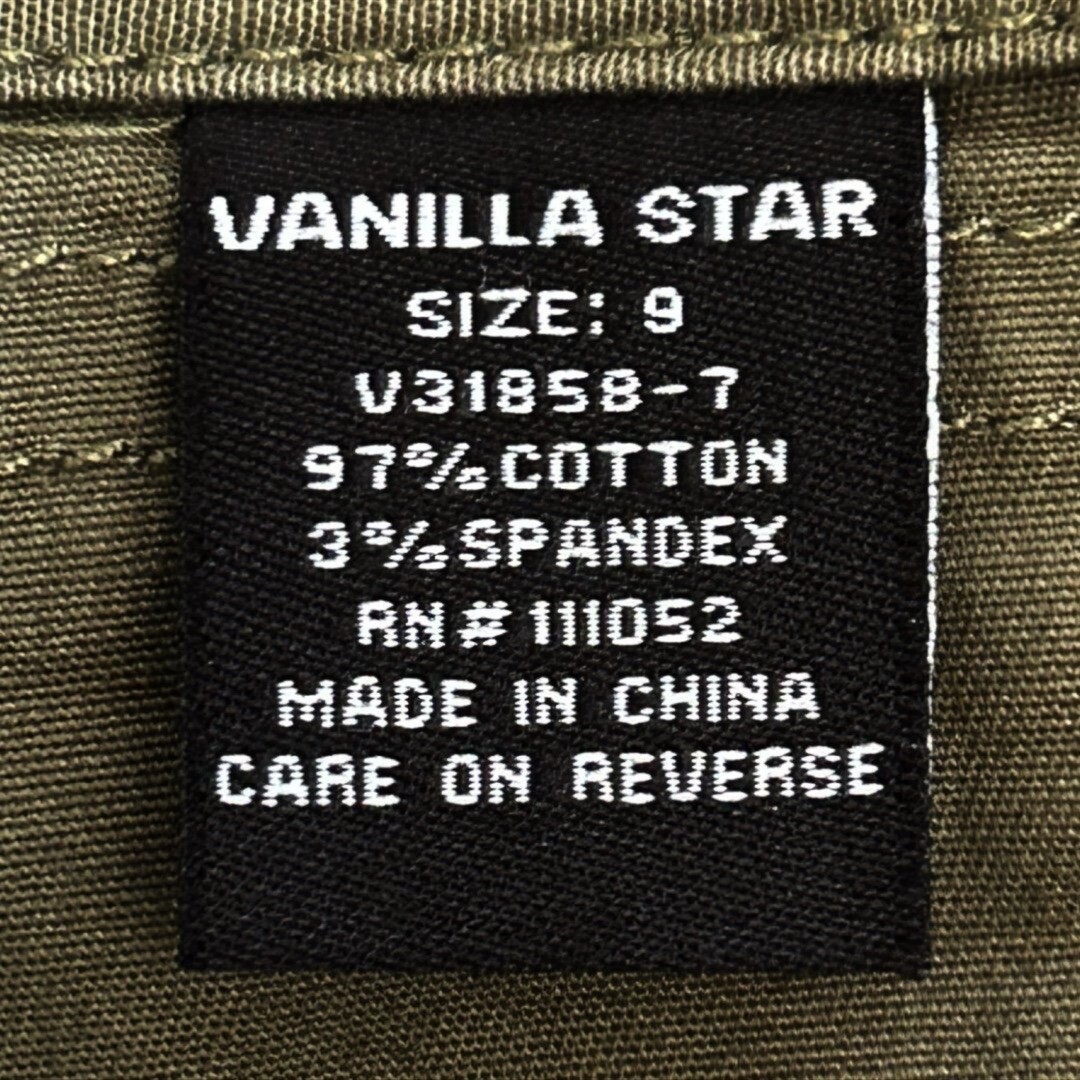 VANILLA STAR
SIZE: 9
V31858-7
97%COTTON
3%SPANDEX
RN#111052
MADE IN CHINA
CARE ON REVERSE